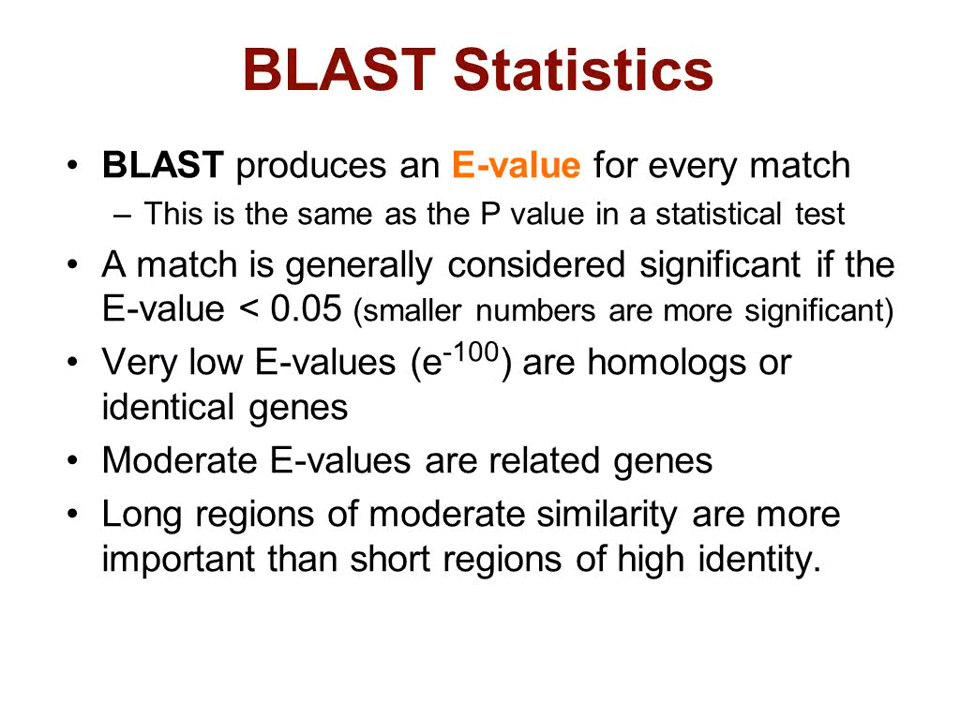 BLAST Statistics
• BLAST produces an E-value for every match
– This is the same as the P value in a statistical test
• A match is generally considered significant if the
E-value < 0.05 (smaller numbers are more significant)
• Very low E-values (e⁻¹⁰⁰) are homologs or
identical genes
• Moderate E-values are related genes
• Long regions of moderate similarity are more
important than short regions of high identity.